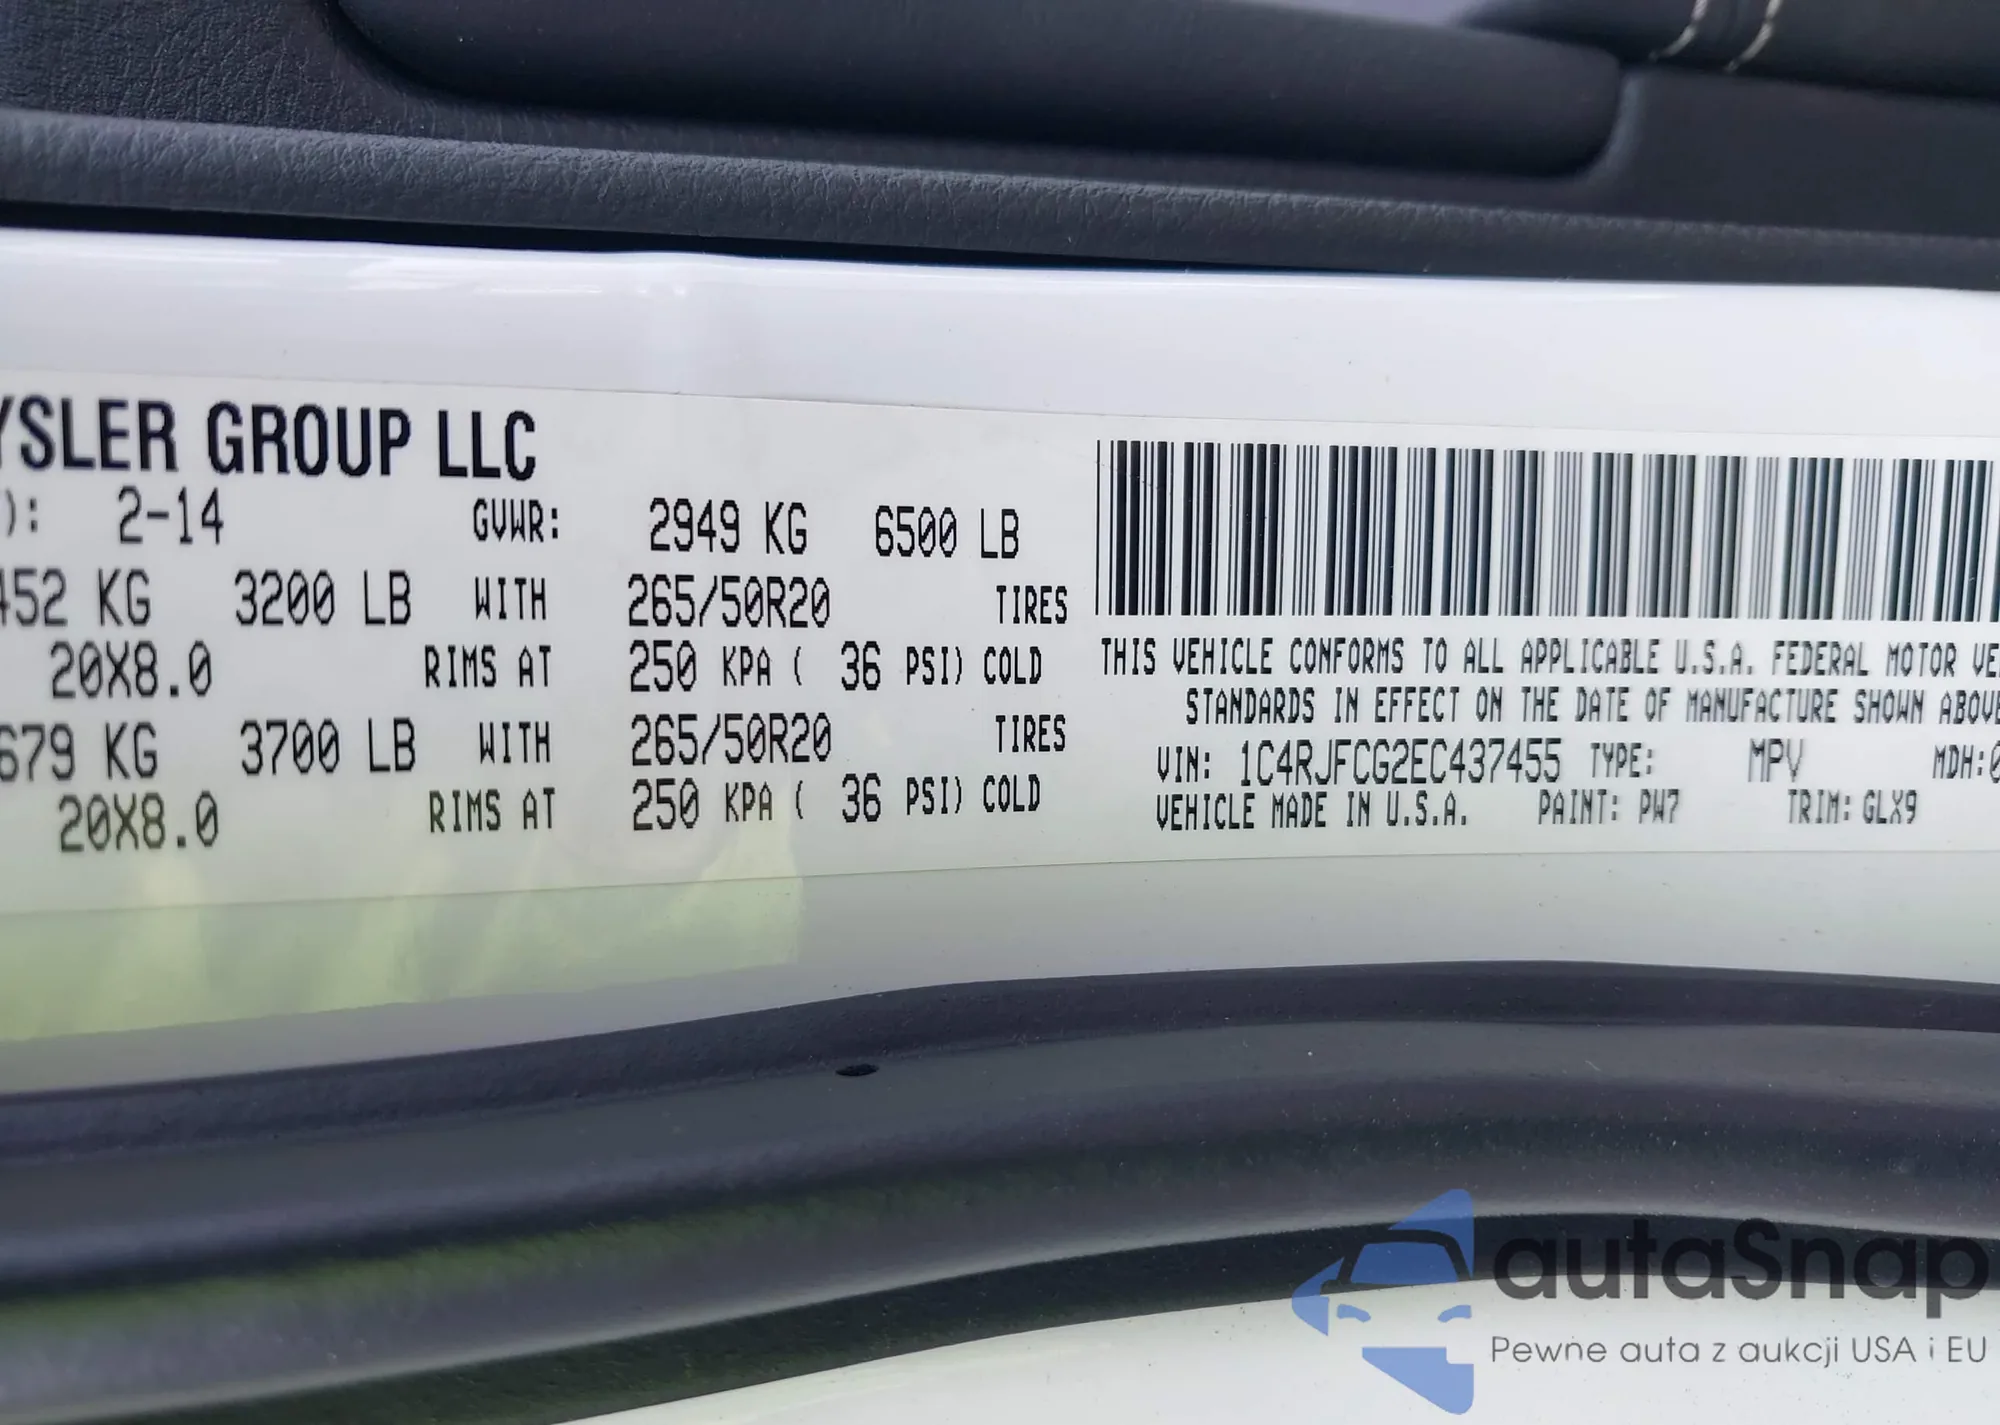 YSLER GROUP LLC
): 2-14 GVWR: 2949 KG 6500 LB
452 KG 3200 LB WITH 265/50R20 TIRES
20X8.0 RIMS AT 250 KPA ( 36 PSI) COLD
679 KG 3700 LB WITH 265/50R20 TIRES
20X8.0 RIMS AT 250 KPA ( 36 PSI) COLD
THIS VEHICLE CONFORMS TO ALL APPLICABLE U.S.A. FEDERAL MOTOR VE
STANDARDS IN EFFECT ON THE DATE OF MANUFACTURE SHOWN ABOVE
VIN: 1C4RJFCG2EC437455 TYPE: MPV MDH:0
VEHICLE MADE IN U.S.A. PAINT: PW7 TRIM: GLX9
autaSnap
Pewne auta z aukcji USA i EU